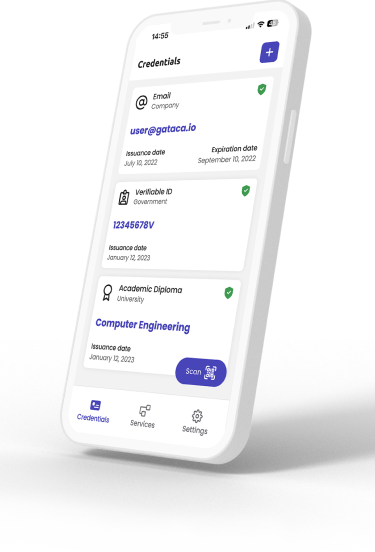 14:55
Credentials
Email
Company
user@gataca.io
Issuance date Expiration date
July 10, 2022 September 10, 2022
Verifiable ID
Government
12345678V
Issuance date
January 12, 2023
Academic Diploma
University
Computer Engineering
Issuance date
January 12, 2023
Scan
Credentials Services Settings